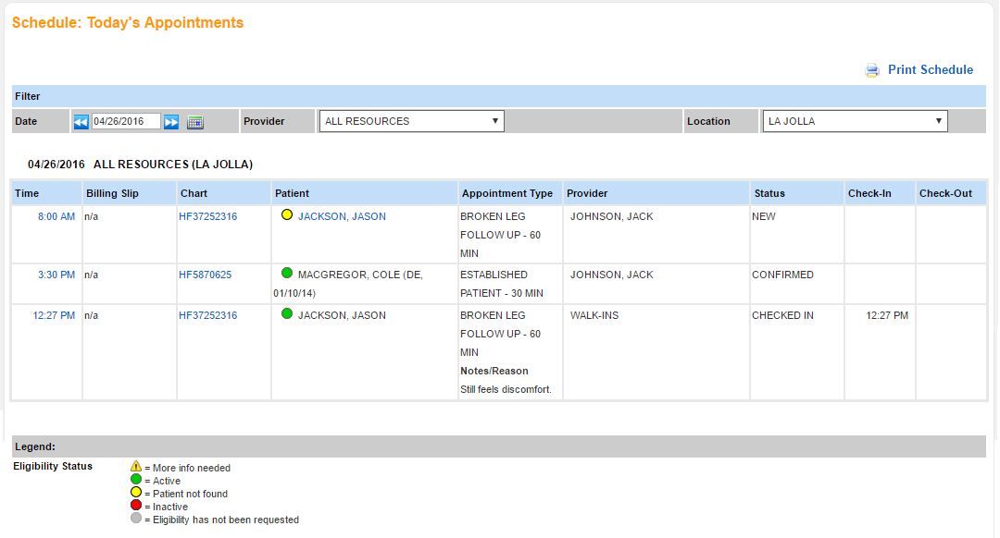 Schedule: Today's Appointments
Print Schedule
Filter
Date 04/26/2016 Provider ALL RESOURCES Location LA JOLLA
04/26/2016 ALL RESOURCES (LA JOLLA)
Time Billing Slip Chart Patient Appointment Type Provider Status Check-In Check-Out
8:00 AM n/a HF37252316 JACKSON, JASON BROKEN LEG JOHNSON, JACK NEW
FOLLOW UP - 60
MIN
3:30 PM n/a HF5870625 MACGREGOR, COLE (DE, ESTABLISHED JOHNSON, JACK CONFIRMED
01/10/14) PATIENT - 30 MIN
12:27 PM n/a HF37252316 JACKSON, JASON BROKEN LEG WALK-INS CHECKED IN 12:27 PM
FOLLOW UP - 60
MIN
Notes/Reason
Still feels discomfort.
Legend:
Eligibility Status = More info needed
= Active
= Patient not found
= Inactive
= Eligibility has not been requested